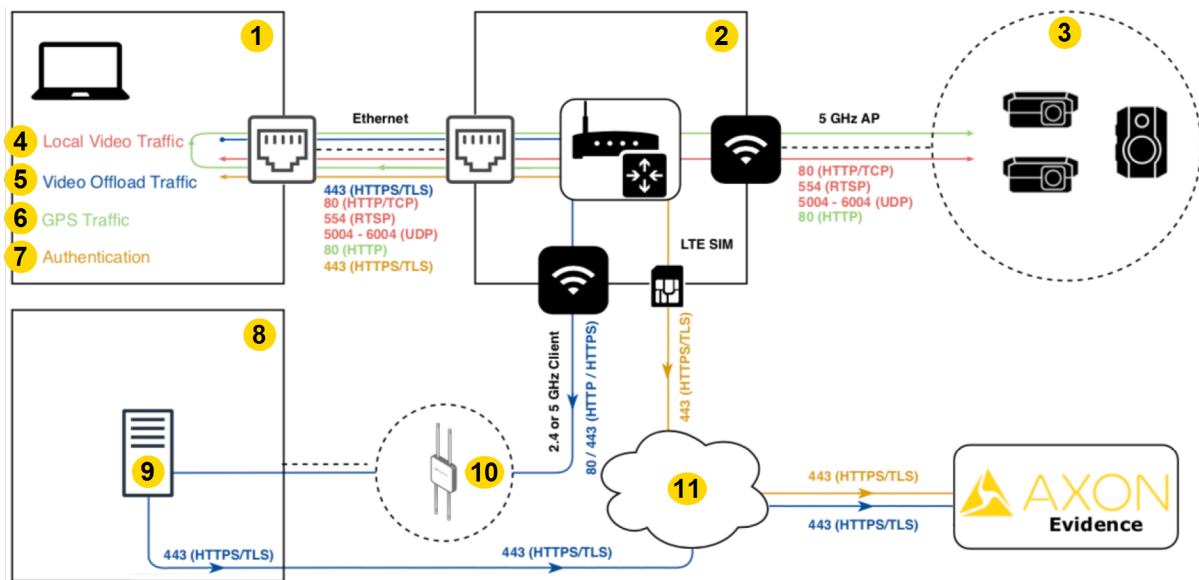 1
2
3
Ethernet
5 GHz AP
4 Local Video Traffic
5 Video Offload Traffic
6 GPS Traffic
7 Authentication
443 (HTTPS/TLS)
80 (HTTP/TCP)
554 (RTSP)
5004 - 6004 (UDP)
80 (HTTP)
443 (HTTPS/TLS)
80 (HTTP/TCP)
554 (RTSP)
5004 - 6004 (UDP)
80 (HTTP)
LTE SIM
8
2.4 or 5 GHz Client
80 / 443 (HTTP / HTTPS)
443 (HTTPS/TLS)
9
10
11
443 (HTTPS/TLS)
443 (HTTPS/TLS)
AXON
Evidence
443 (HTTPS/TLS)
443 (HTTPS/TLS)